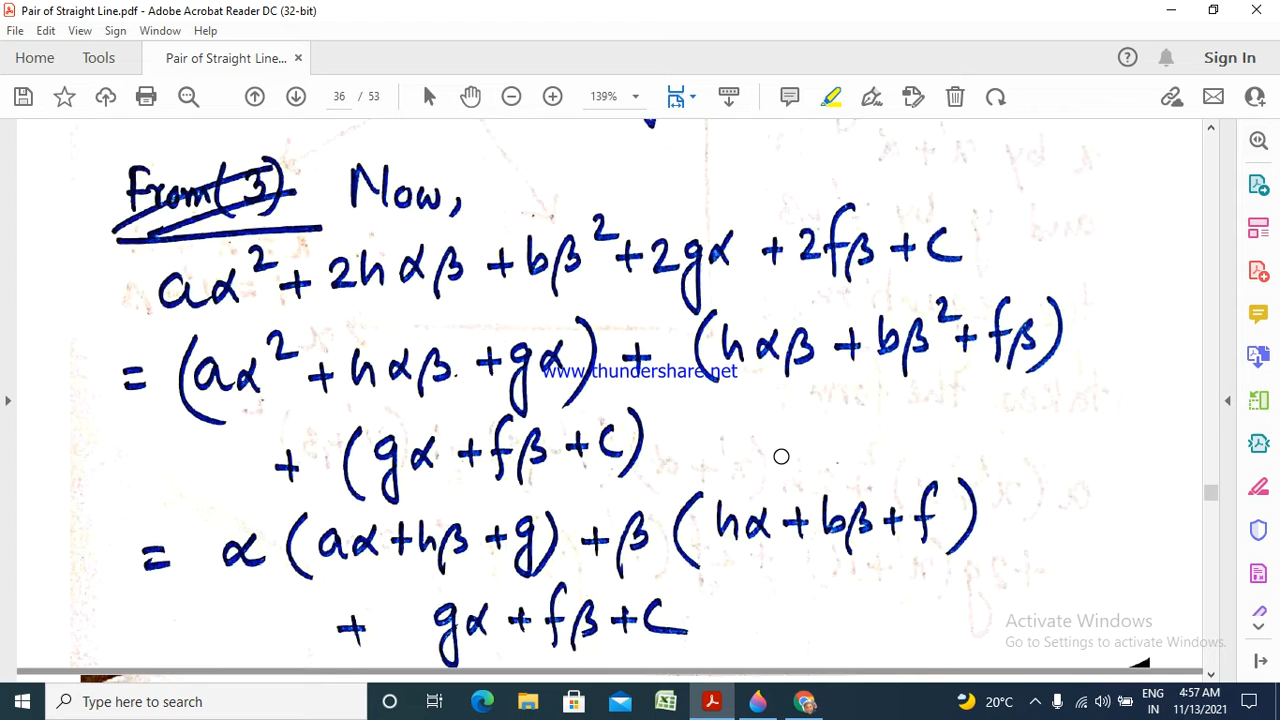 Pair of Straight Line.pdf - Adobe Acrobat Reader DC (32-bit)
File Edit View Sign Window Help
Home Tools Pair of Straight Line... × Sign In
36 / 53 139%
From (3) Now,
aα² + 2hαβ + bβ² + 2gα + 2fβ + c
= (aα² + hαβ + gα) + (hαβ + bβ² + fβ)
www.thundershare.net
+ (gα + fβ + c)
= α (aα + hβ + g) + β (hα + bβ + f)
+ gα + fβ + c
Activate Windows
Go to Settings to activate Windows.
Type here to search 20°C ENG 4:57 AM
IN 11/13/2021